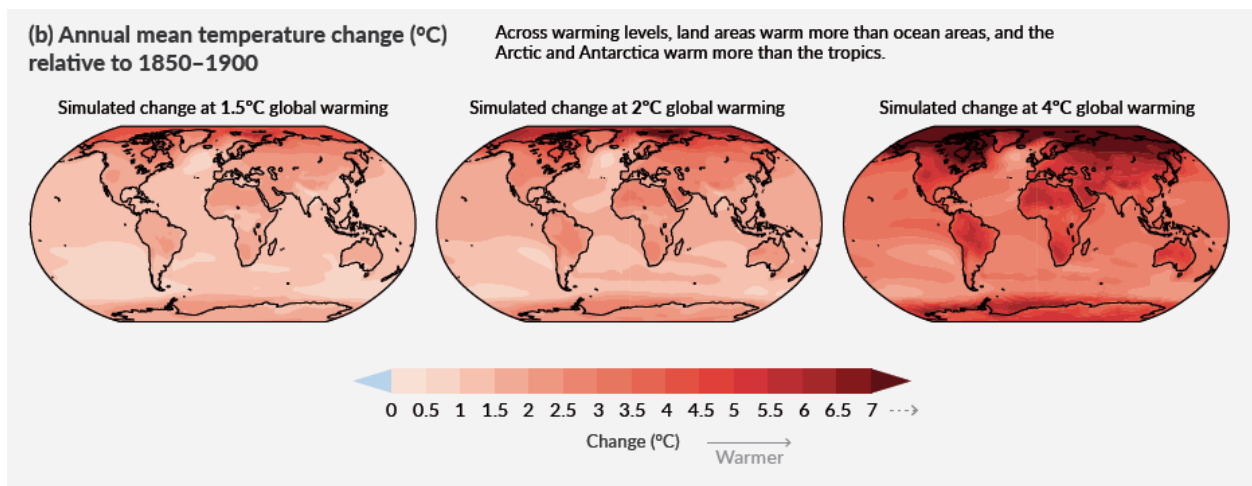 (b) Annual mean temperature change (°C)
relative to 1850–1900
Across warming levels, land areas warm more than ocean areas, and the
Arctic and Antarctica warm more than the tropics.
Simulated change at 1.5°C global warming
Simulated change at 2°C global warming
Simulated change at 4°C global warming
0 0.5 1 1.5 2 2.5 3 3.5 4 4.5 5 5.5 6 6.5 7
Change (°C)
Warmer